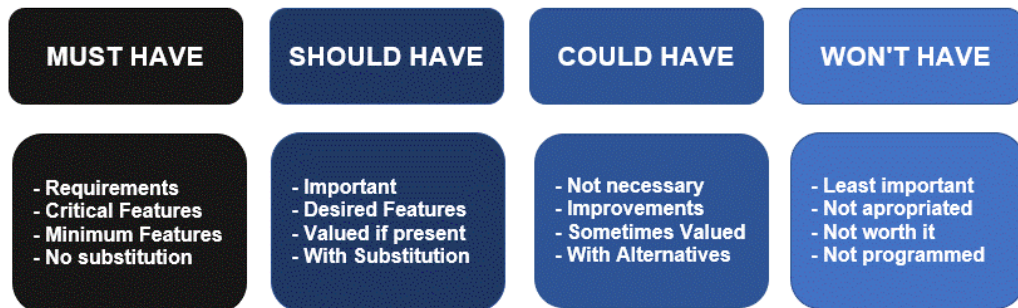 MUST HAVE
SHOULD HAVE
COULD HAVE
WON'T HAVE
- Requirements
- Critical Features
- Minimum Features
- No substitution
- Important
- Desired Features
- Valued if present
- With Substitution
- Not necessary
- Improvements
- Sometimes Valued
- With Alternatives
- Least important
- Not apropriated
- Not worth it
- Not programmed